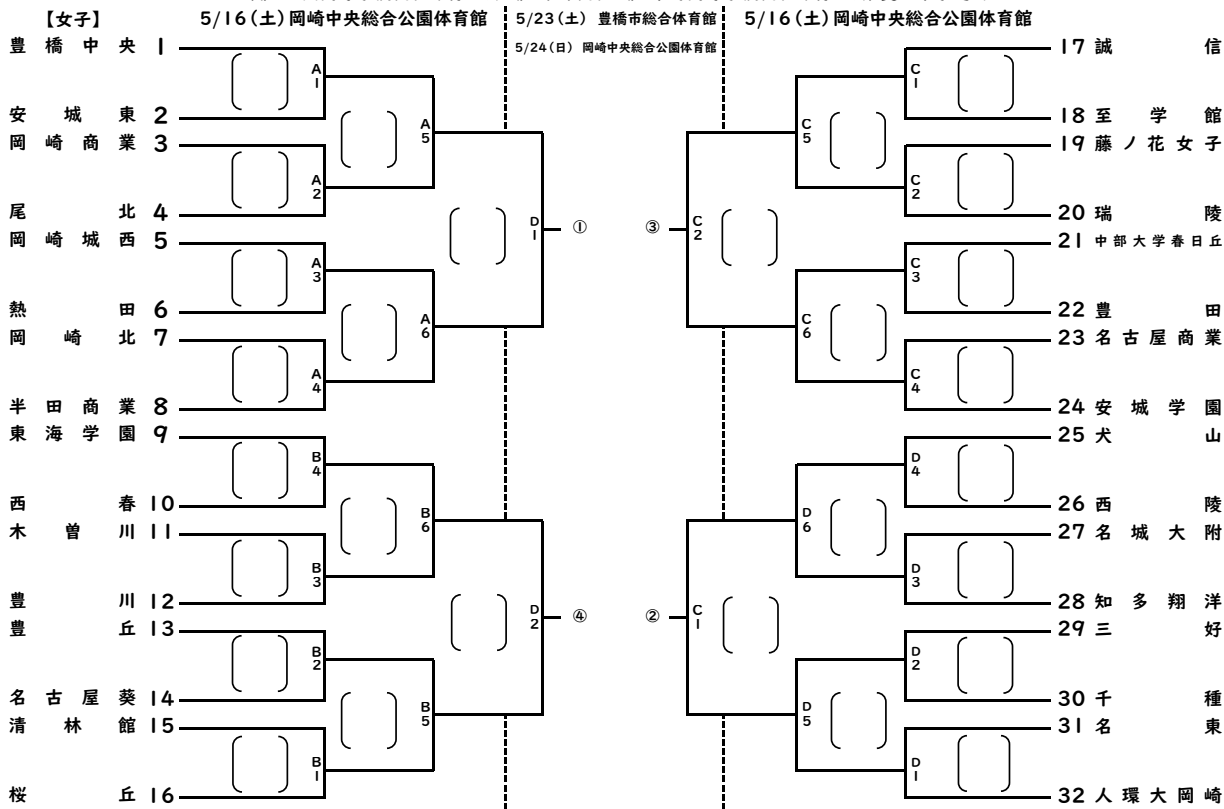 【女子】
5/16(土)岡崎中央総合公園体育館
5/23(土) 豊橋市総合体育館
5/16(土)岡崎中央総合公園体育館
5/24(日) 岡崎中央総合公園体育館
豊橋中央 1
安城東 2
岡崎商業 3
尾北 4
岡崎城西 5
熱田 6
岡崎北 7
半田商業 8
東海学園 9
西春 10
木曽川 11
豊川 12
豊丘 13
名古屋葵 14
清林館 15
桜丘 16
A1
A2
A3
A4
B4
B3
B2
B1
A5
A6
B6
B5
D1
D2
①
④
③
②
C2
C1
C5
C6
D6
D5
C1
C2
C3
C4
D4
D3
D2
D1
17 誠信
18 至学館
19 藤ノ花女子
20 瑞陵
21 中部大学春日丘
22 豊田
23 名古屋商業
24 安城学園
25 犬山
26 西陵
27 名城大附
28 知多翔洋
29 三好
30 千種
31 名東
32 人環大岡崎